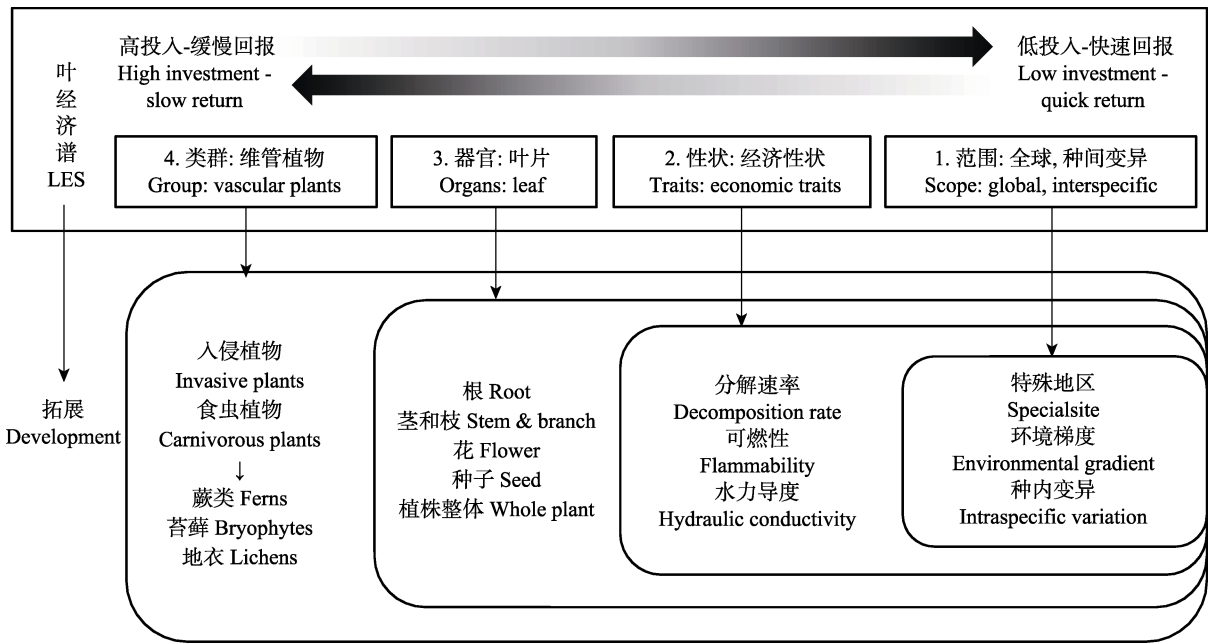 高投入-缓慢回报
High investment -
slow return
低投入-快速回报
Low investment -
quick return
叶
经
济
谱
LES
4. 类群: 维管植物
Group: vascular plants
3. 器官: 叶片
Organs: leaf
2. 性状: 经济性状
Traits: economic traits
1. 范围: 全球, 种间变异
Scope: global, interspecific
拓展
Development
入侵植物
Invasive plants
食虫植物
Carnivorous plants
↓
蕨类 Ferns
苔藓 Bryophytes
地衣 Lichens
根 Root
茎和枝 Stem & branch
花 Flower
种子 Seed
植株整体 Whole plant
分解速率
Decomposition rate
可燃性
Flammability
水力导度
Hydraulic conductivity
特殊地区
Specialsite
环境梯度
Environmental gradient
种内变异
Intraspecific variation